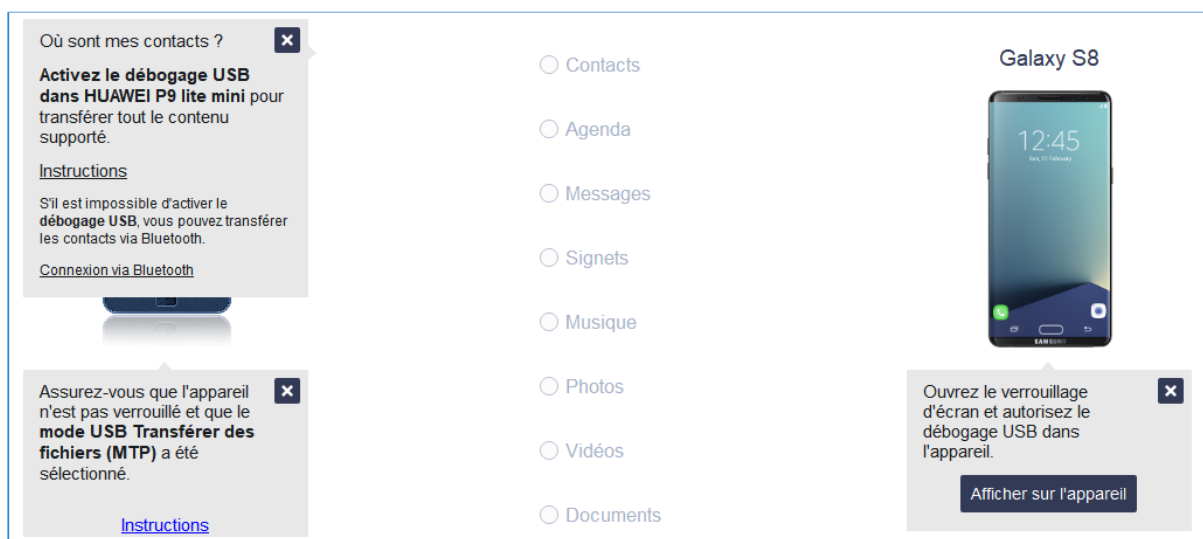 Où sont mes contacts ?
Activez le débogage USB
dans HUAWEI P9 lite mini pour
transférer tout le contenu
supporté.
Instructions
S'il est impossible d'activer le
débogage USB, vous pouvez transférer
les contacts via Bluetooth.
Connexion via Bluetooth
Assurez-vous que l'appareil
n'est pas verrouillé et que le
mode USB Transférer des
fichiers (MTP) a été
sélectionné.
Instructions
Contacts
Agenda
Messages
Signets
Musique
Photos
Vidéos
Documents
Galaxy S8
12:45
Sun, 21 February
SAMSUNG
Ouvrez le verrouillage
d'écran et autorisez le
débogage USB dans
l'appareil.
Afficher sur l'appareil